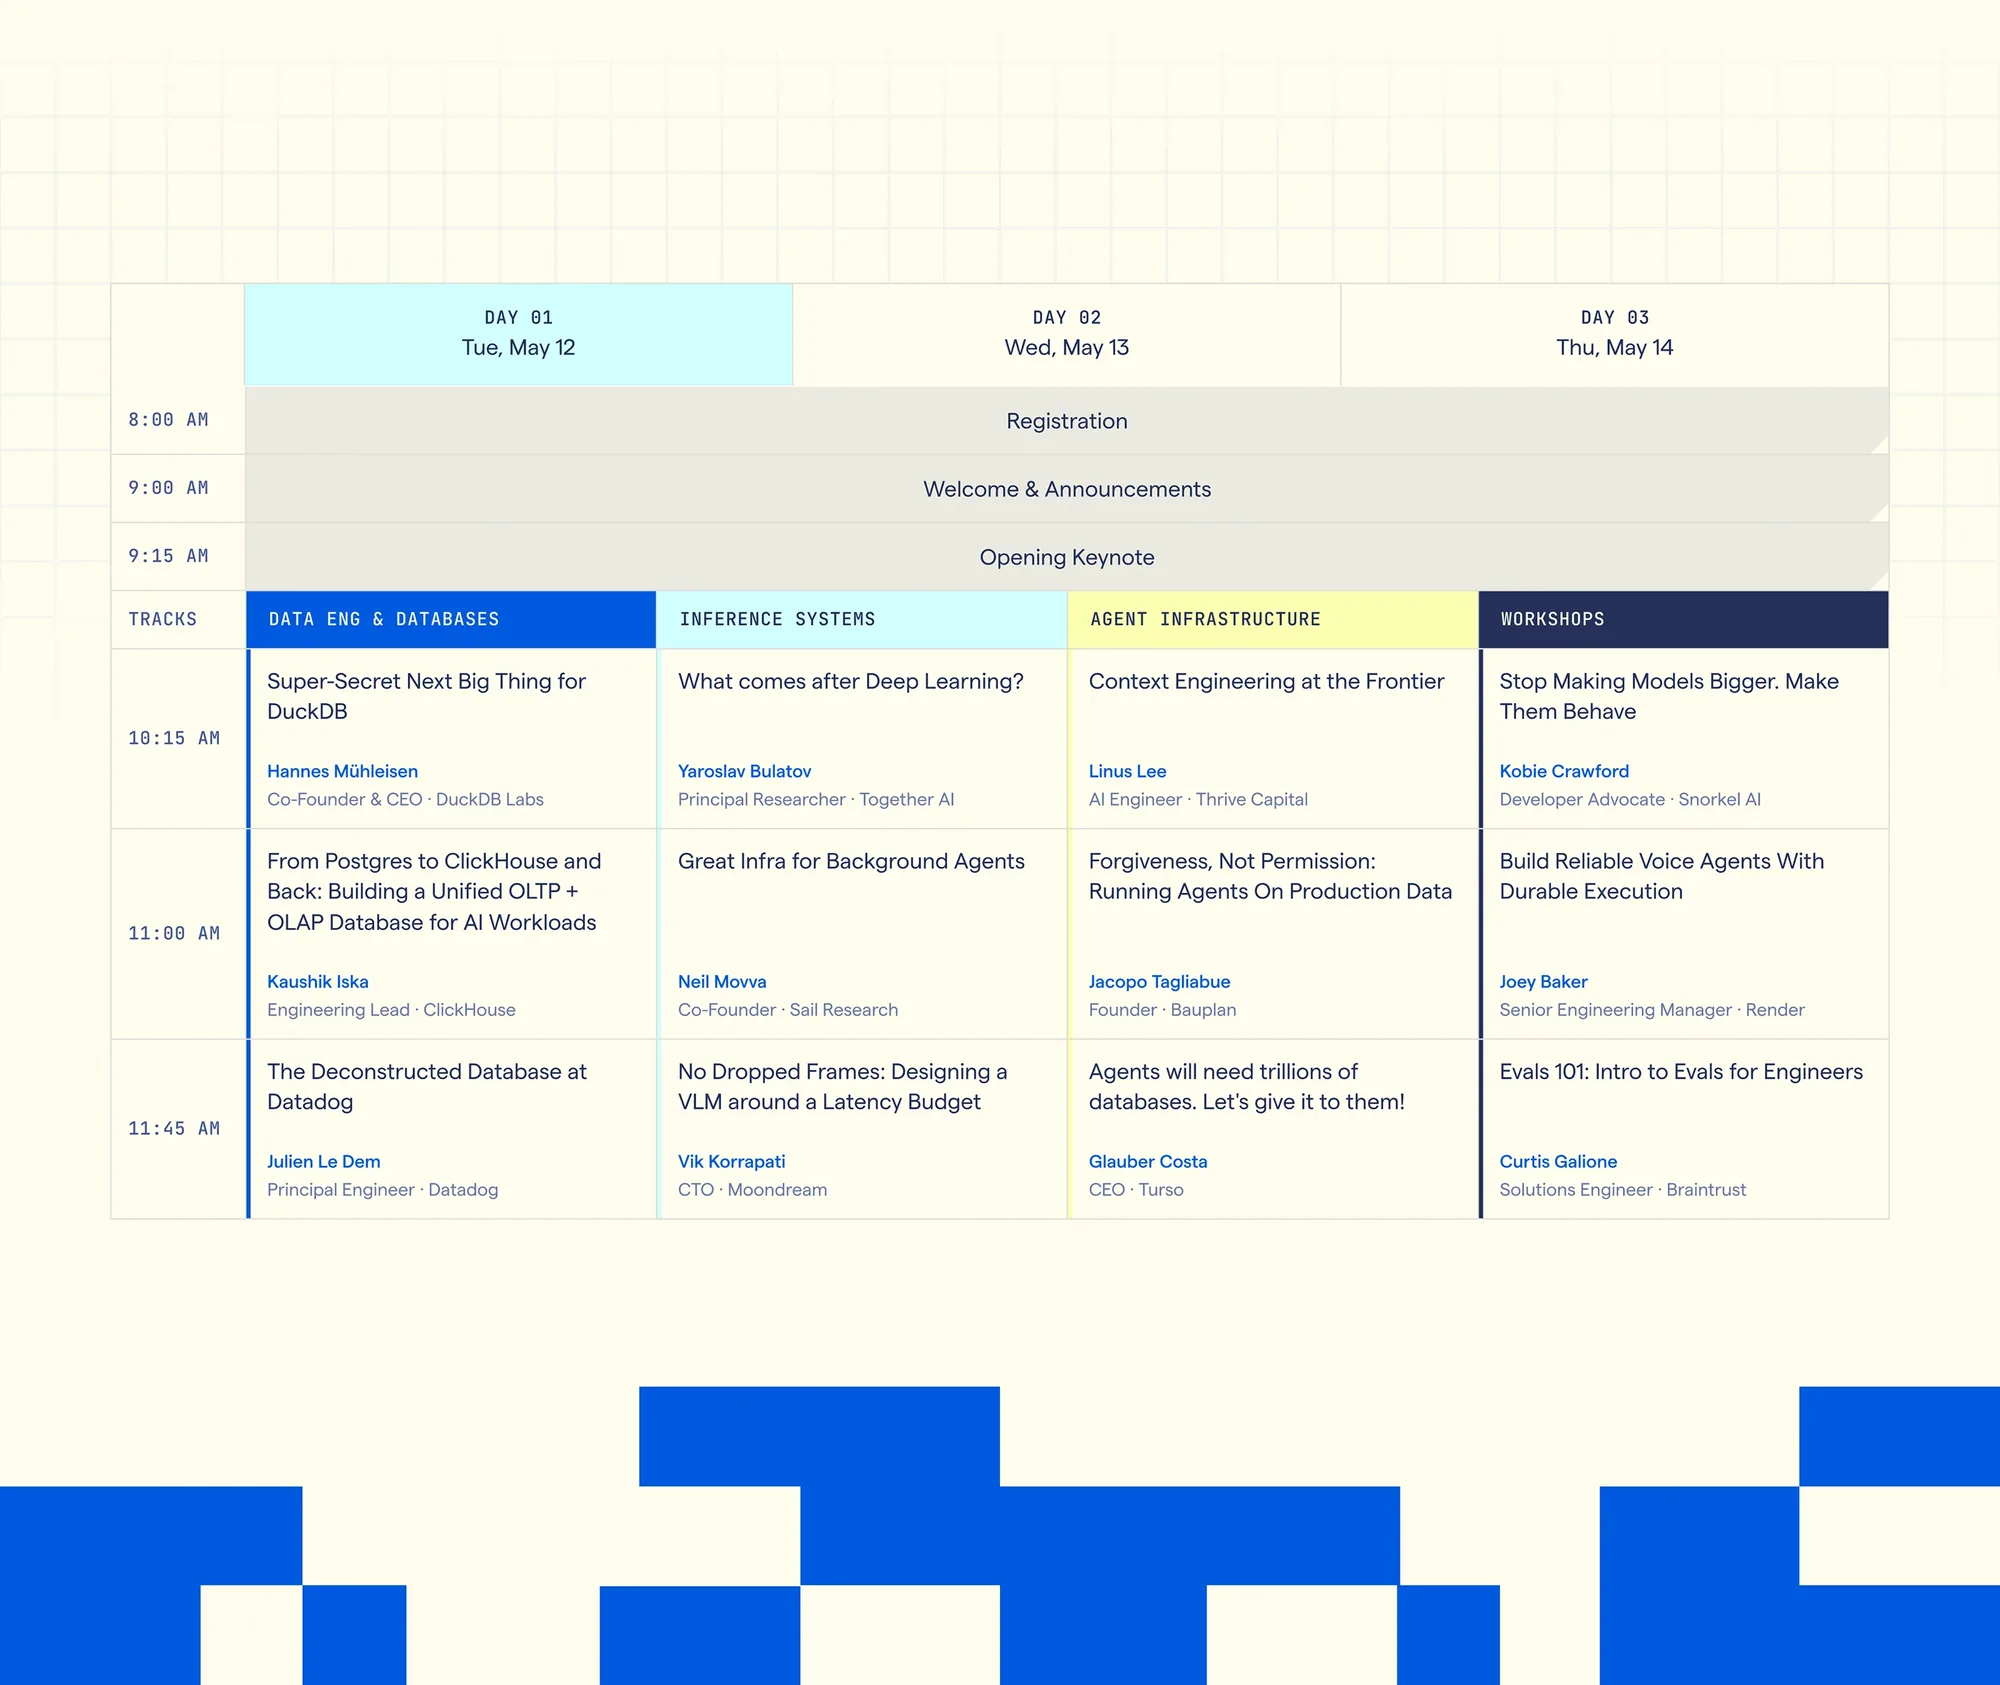 DAY 01
Tue, May 12
DAY 02
Wed, May 13
DAY 03
Thu, May 14
8:00 AM
Registration
9:00 AM
Welcome & Announcements
9:15 AM
Opening Keynote
TRACKS
DATA ENG & DATABASES
INFERENCE SYSTEMS
AGENT INFRASTRUCTURE
WORKSHOPS
10:15 AM
Super-Secret Next Big Thing for
DuckDB
Hannes Mühleisen
Co-Founder & CEO · DuckDB Labs
What comes after Deep Learning?
Yaroslav Bulatov
Principal Researcher · Together AI
Context Engineering at the Frontier
Linus Lee
AI Engineer · Thrive Capital
Stop Making Models Bigger. Make
Them Behave
Kobie Crawford
Developer Advocate · Snorkel AI
11:00 AM
From Postgres to ClickHouse and
Back: Building a Unified OLTP +
OLAP Database for AI Workloads
Kaushik Iska
Engineering Lead · ClickHouse
Great Infra for Background Agents
Neil Movva
Co-Founder · Sail Research
Forgiveness, Not Permission:
Running Agents On Production Data
Jacopo Tagliabue
Founder · Bauplan
Build Reliable Voice Agents With
Durable Execution
Joey Baker
Senior Engineering Manager · Render
11:45 AM
The Deconstructed Database at
Datadog
Julien Le Dem
Principal Engineer · Datadog
No Dropped Frames: Designing a
VLM around a Latency Budget
Vik Korrapati
CTO · Moondream
Agents will need trillions of
databases. Let's give it to them!
Glauber Costa
CEO · Turso
Evals 101: Intro to Evals for Engineers
Curtis Galione
Solutions Engineer · Braintrust